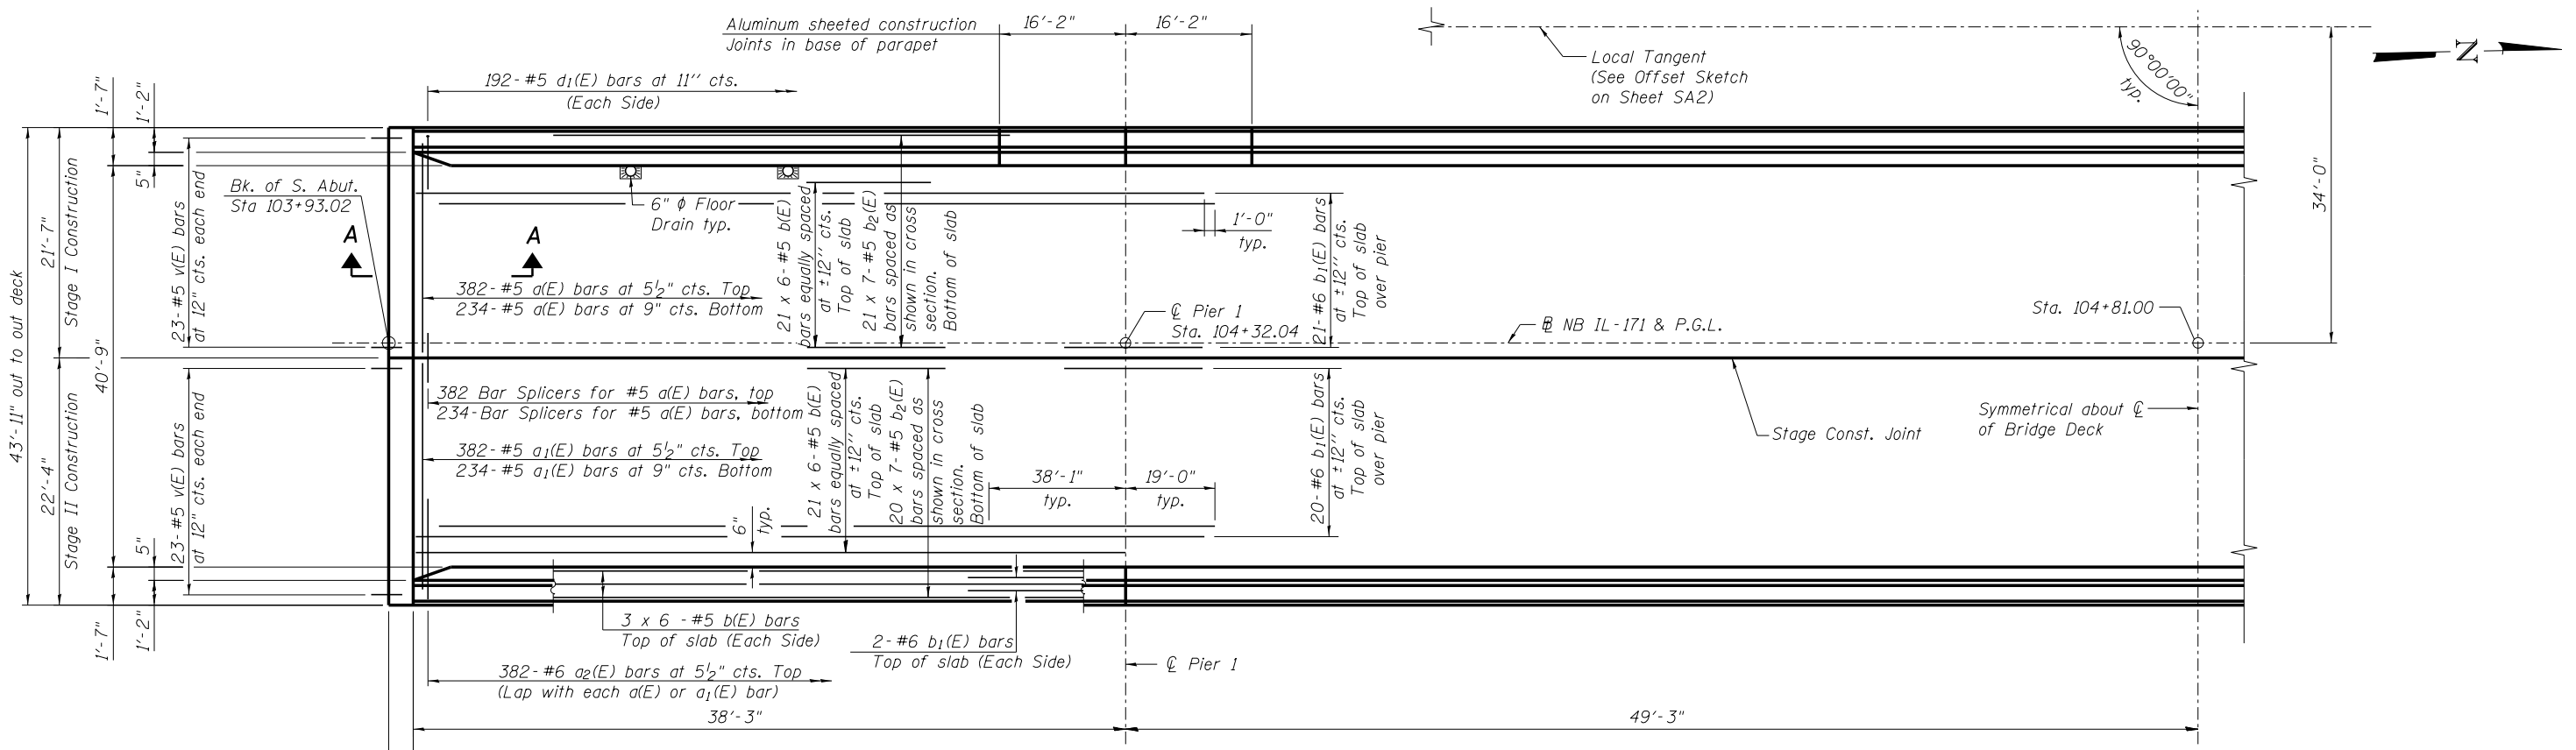 Aluminum sheeted construction
Joints in base of parapet
16'-2"
16'-2"
Local Tangent
(See Offset Sketch
on Sheet SA2)
90°00'00"
typ.
N
192-#5 d1(E) bars at 11" cts.
(Each Side)
1'-7"
1'-2"
5"
43'-11" out to out deck
21'-7"
Stage I Construction
40'-9"
22'-4"
Stage II Construction
23-#5 v(E) bars
at 12" cts. each end
Bk. of S. Abut.
Sta 103+93.02
A
A
6" ϕ Floor
Drain typ.
382-#5 a(E) bars at 5½" cts. Top
234-#5 a(E) bars at 9" cts. Bottom
21 x 6-#5 b(E)
bars equally spaced
at ±12" cts.
Top of slab
21 x 7-#5 b2(E)
bars spaced as
shown in cross
section.
Bottom of slab
1'-0"
typ.
21-#6 b1(E) bars
at ±12" cts.
Top of slab
over pier
34'-0"
℄ Pier 1
Sta. 104+32.04
⅊ NB IL-171 & P.G.L.
Sta. 104+81.00
382 Bar Splicers for #5 a(E) bars, top
234-Bar Splicers for #5 a(E) bars, bottom
382-#5 a1(E) bars at 5½" cts. Top
234-#5 a1(E) bars at 9" cts. Bottom
23-#5 v(E) bars
at 12" cts. each end
21 x 6-#5 b(E)
bars equally spaced
at ±12" cts.
Top of slab
20 x 7-#5 b2(E)
bars spaced as
shown in cross
section.
Bottom of slab
38'-1"
typ.
19'-0"
typ.
20-#6 b1(E) bars
at ±12" cts.
Top of slab
over pier
Stage Const. Joint
Symmetrical about ℄
of Bridge Deck
6"
typ.
5"
1'-2"
1'-7"
3 x 6 -#5 b(E) bars
Top of slab (Each Side)
2-#6 b1(E) bars
Top of slab (Each Side)
382-#6 a2(E) bars at 5½" cts. Top
(Lap with each a(E) or a1(E) bar)
℄ Pier 1
38'-3"
49'-3"